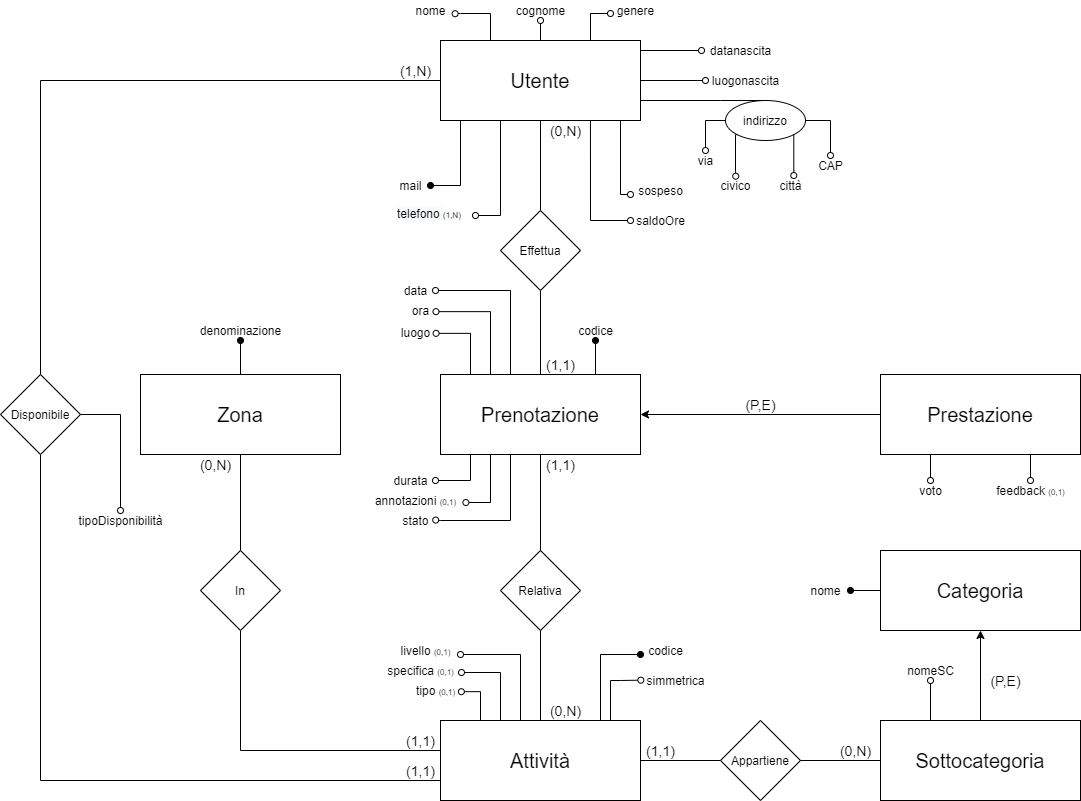 nome
cognome
genere
datanascita
(1,N)
Utente
luogonascita
indirizzo
(0,N)
via
civico
città
CAP
mail
sospeso
telefono (1,N)
saldoOre
Effettua
data
ora
luogo
denominazione
codice
(1,1)
Disponibile
Zona
Prenotazione
(P,E)
Prestazione
(0,N)
(1,1)
durata
annotazioni (0,1)
stato
voto
feedback (0,1)
tipoDisponibilità
In
Relativa
nome
Categoria
livello (0,1)
specifica (0,1)
tipo (0,1)
codice
simmetrica
nomeSC
(P,E)
(0,N)
(1,1)
(1,1)
Attività
(1,1)
Appartiene
(0,N)
Sottocategoria